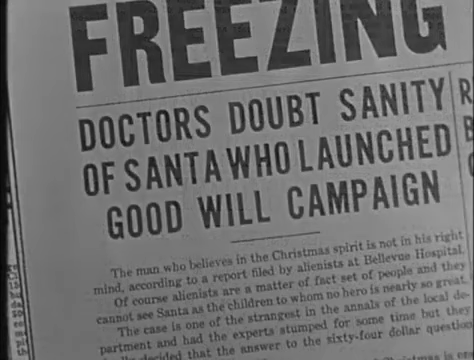 FREEZING
DOCTORS DOUBT SANITY
OF SANTA WHO LAUNCHED
GOOD WILL CAMPAIGN
The man who believes in the Christmas spirit is not in his right
mind, according to a report filed by alienists at Bellevue Hospital.
Of course alienists are a matter of fact set of people and they
cannot see Santa as the children to whom no hero is nearly so great.
The case is one of the strangest in the annals of the local de-
partment and had the experts stumped for some time but they
decided that the answer to the sixty-four dollar question